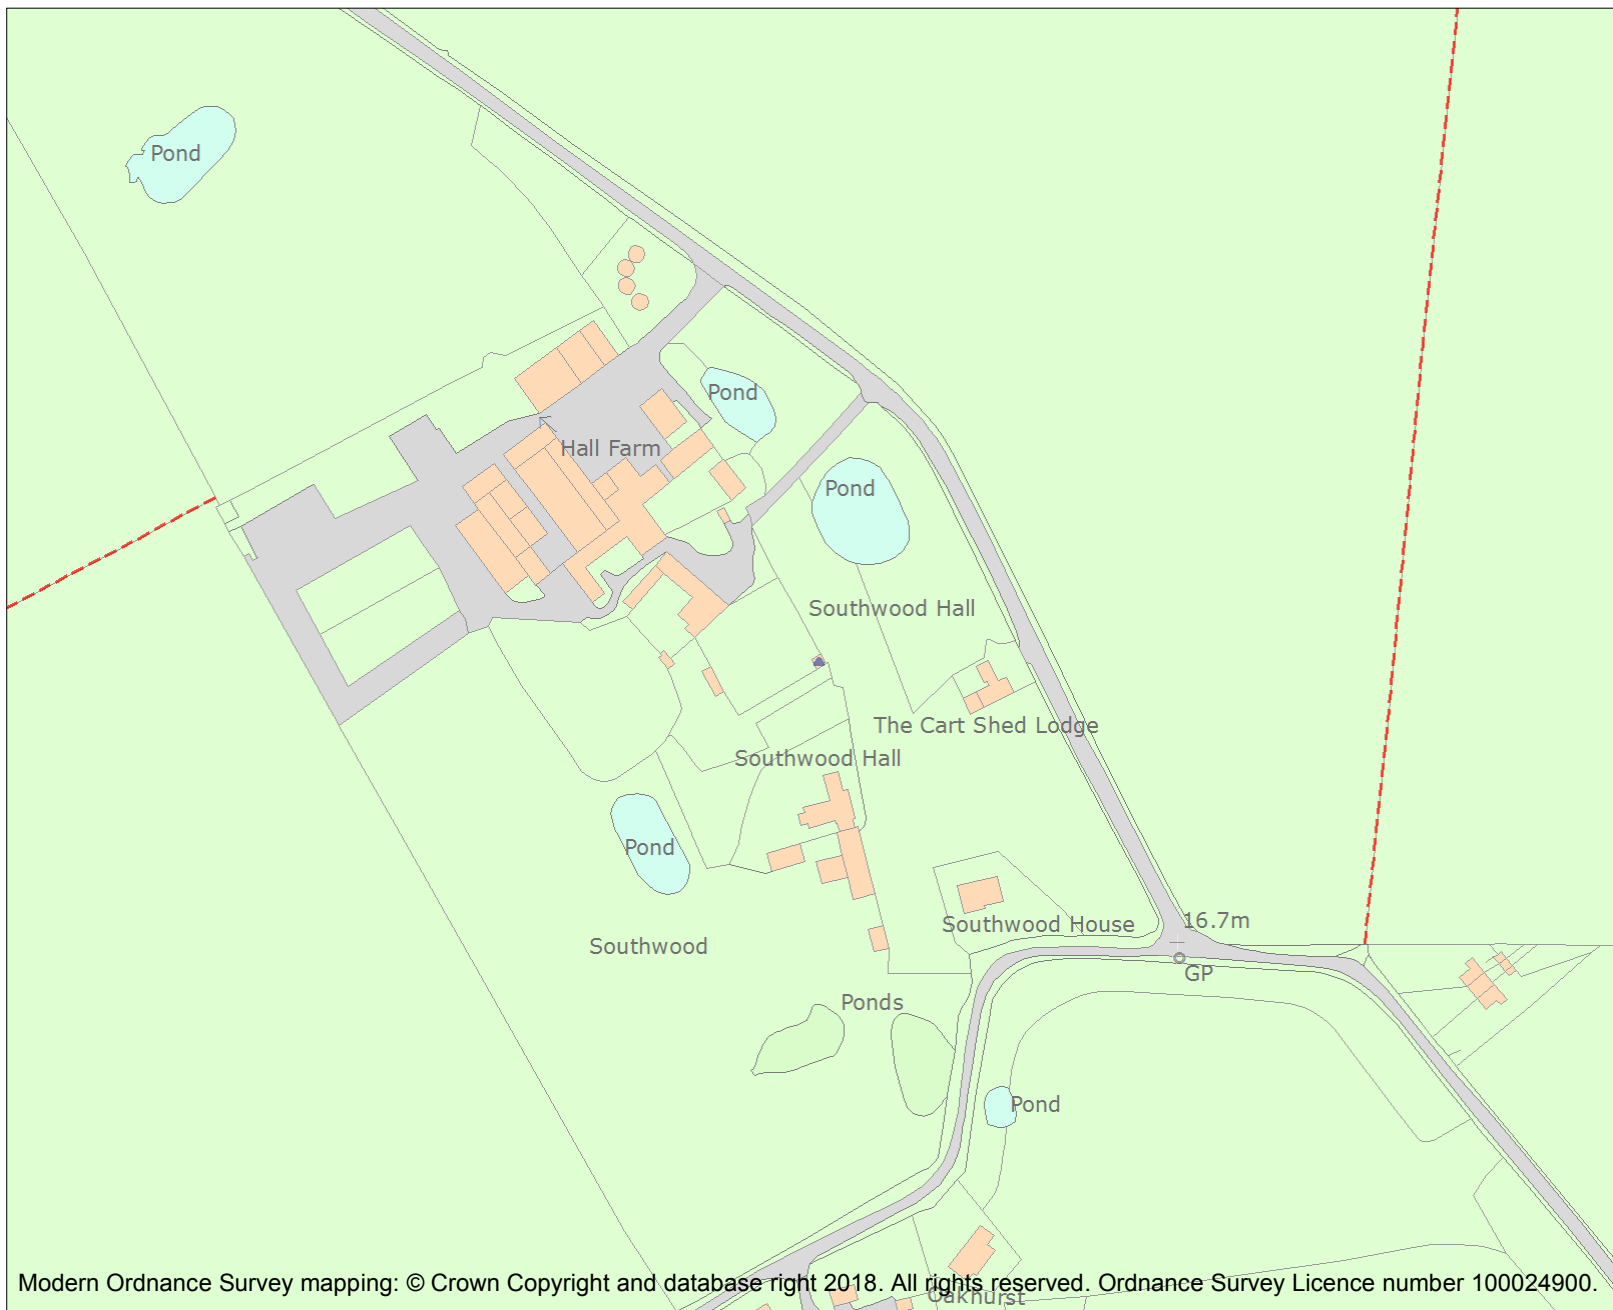 Pond
Pond
Hall Farm
Pond
Southwood Hall
The Cart Shed Lodge
Southwood Hall
Pond
16.7m
Southwood House
Southwood
GP
Ponds
Pond
Modern Ordnance Survey mapping: © Crown Copyright and database right 2018. All rights reserved. Ordnance Survey Licence number 100024900.
Oakhurst